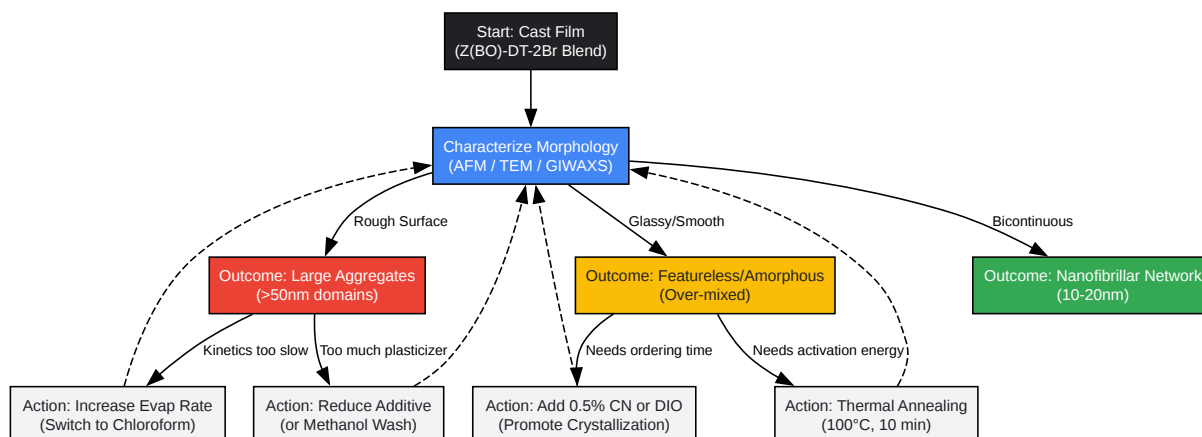 Start: Cast Film
(Z(BO)-DT-2Br Blend)
Characterize Morphology
(AFM / TEM / GIWAXS)
Rough Surface
Glassy/Smooth
Bicontinuous
Outcome: Large Aggregates
(>50nm domains)
Outcome: Featureless/Amorphous
(Over-mixed)
Outcome: Nanofibrillar Network
(10-20nm)
Kinetics too slow
Too much plasticizer
Needs ordering time
Needs activation energy
Action: Increase Evap Rate
(Switch to Chloroform)
Action: Reduce Additive
(or Methanol Wash)
Action: Add 0.5% CN or DIO
(Promote Crystallization)
Action: Thermal Annealing
(100°C, 10 min)